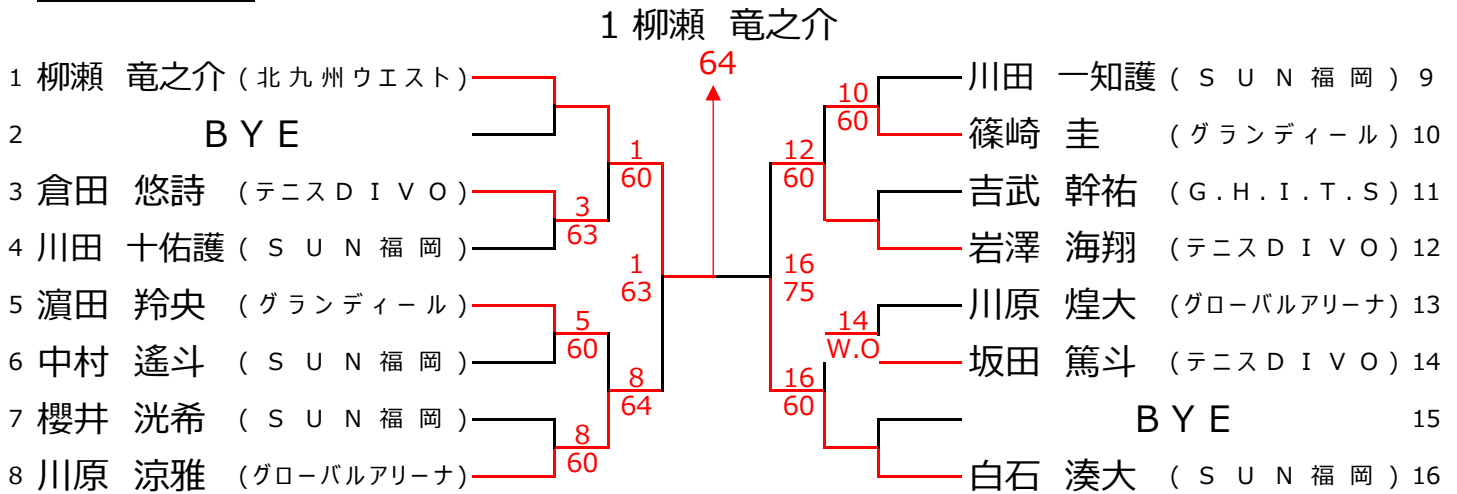 1 柳瀬 竜之介
64
1 柳瀬 竜之介 (北九州ウエスト)
2 BYE
3 倉田 悠詩 (テニスDIVO)
4 川田 十佑護 (SUN福岡)
5 濵田 羚央 (グランディール)
6 中村 遙斗 (SUN福岡)
7 櫻井 洸希 (SUN福岡)
8 川原 涼雅 (グローバルアリーナ)
1
60
3
63
1
63
5
60
8
64
8
60
10
60
12
60
16
75
14
W.O
16
60
川田 一知護 (SUN福岡) 9
篠崎 圭 (グランディール) 10
吉武 幹祐 (G.H.I.T.S) 11
岩澤 海翔 (テニスDIVO) 12
川原 煌大 (グローバルアリーナ) 13
坂田 篤斗 (テニスDIVO) 14
BYE 15
白石 湊大 (SUN福岡) 16